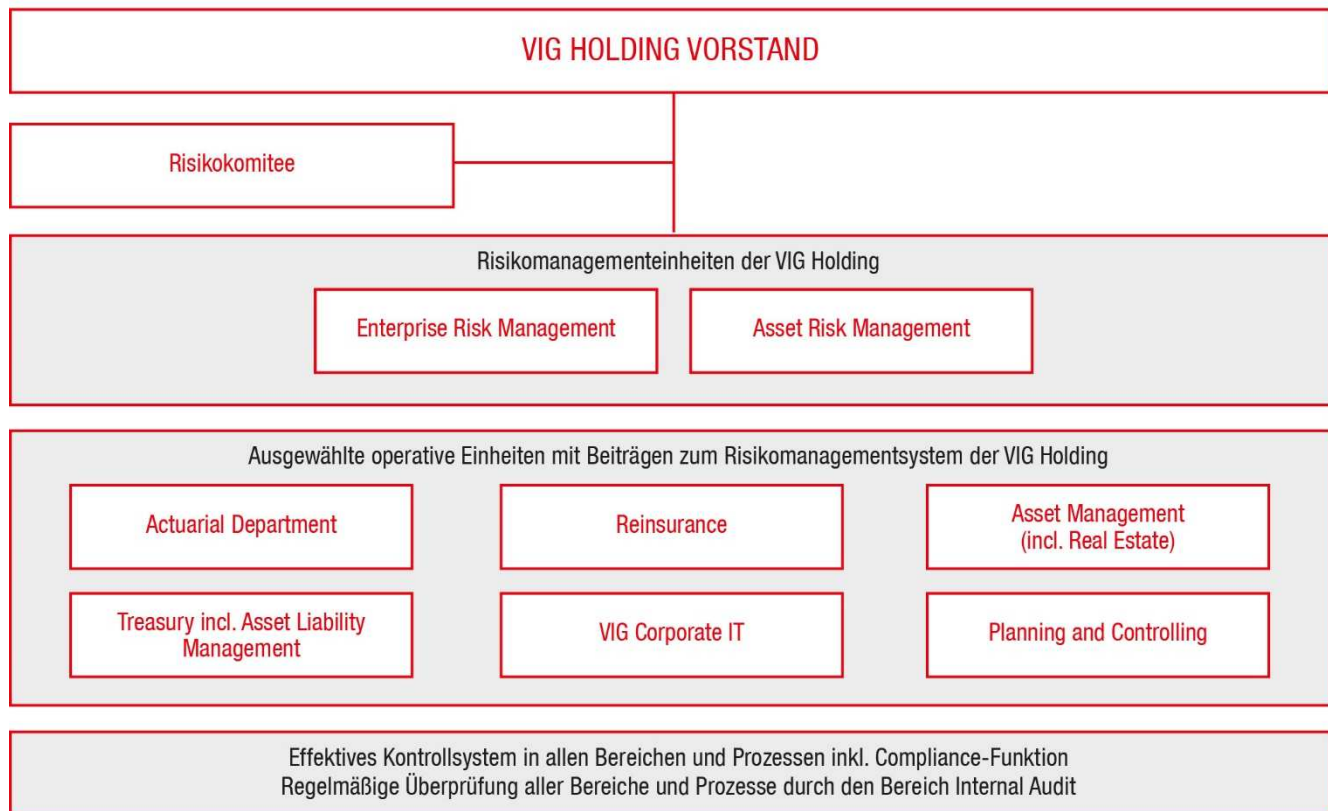 VIG HOLDING VORSTAND
Risikokomitee
Risikomanagementeinheiten der VIG Holding
Enterprise Risk Management
Asset Risk Management
Ausgewählte operative Einheiten mit Beiträgen zum Risikomanagementsystem der VIG Holding
Actuarial Department
Reinsurance
Asset Management
(incl. Real Estate)
Treasury incl. Asset Liability
Management
VIG Corporate IT
Planning and Controlling
Effektives Kontrollsystem in allen Bereichen und Prozessen inkl. Compliance-Funktion
Regelmäßige Überprüfung aller Bereiche und Prozesse durch den Bereich Internal Audit